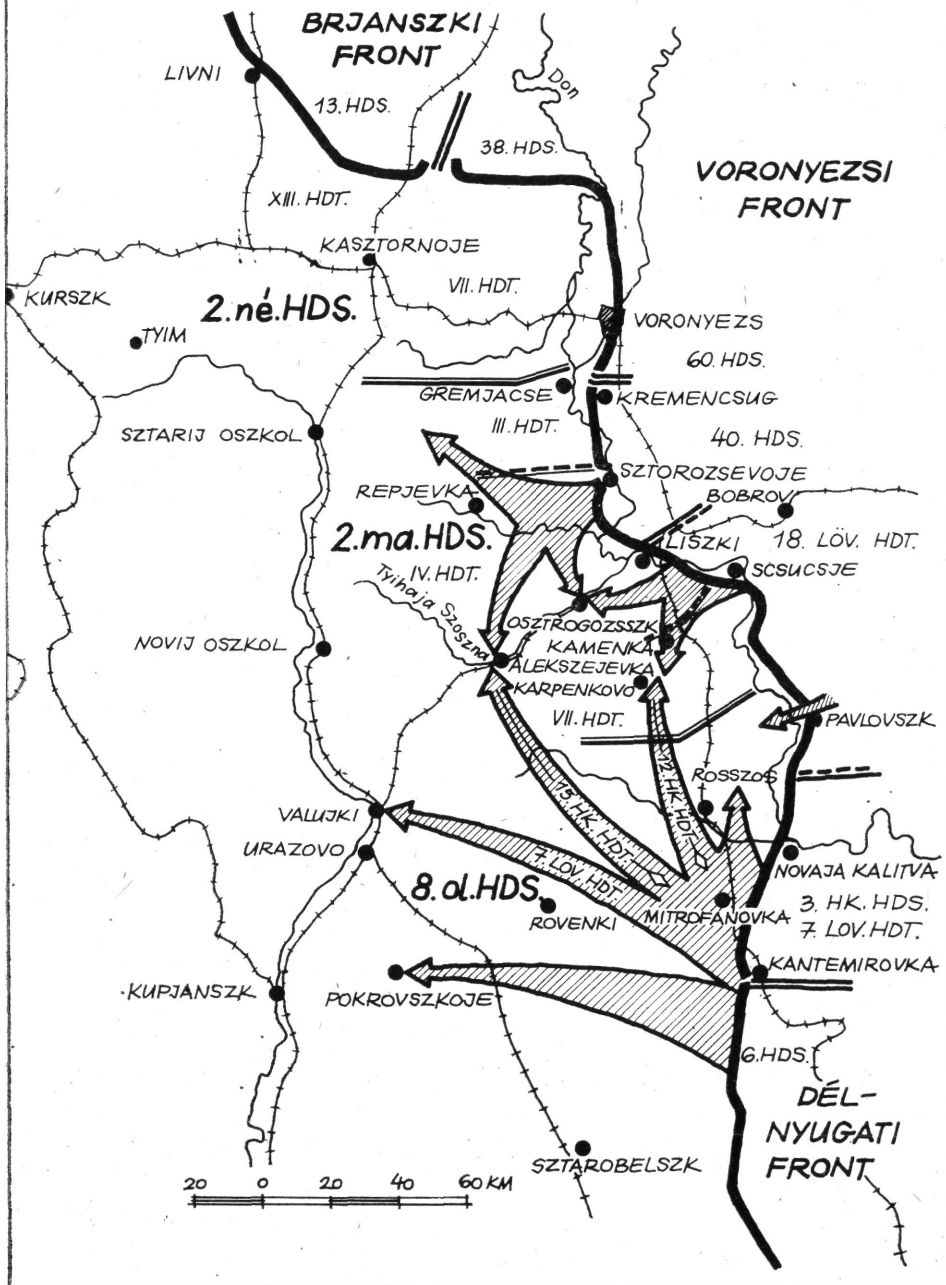 BRJANSZKI
FRONT
LIVNI
13. HDS.
Don
38. HDS.
VORONYEZSI
FRONT
XIII. HDT.
KASZTORNOJE
VII. HDT.
KURSZK
2.né.HDS.
TYIM
VORONYEZS
60. HDS.
GREMJACSE
KREMENCSUG
III. HDT.
SZTARIJ OSZKOL
40. HDS.
SZTOROZSEVOJE
REPJEVKA
BOBROV
2.ma.HDS.
LISZKI
18. LÖV. HDT.
IV. HDT.
SCSUCSJE
Tyihaja Szoszna
OSZTROGOZSSZK
NOVIJ OSZKOL
KAMENKA
ALEKSZEJEVKA
KARPENKOVO
VII. HDT.
PAVLOVSZK
12. HK. HDT.
ROSSZOS
15. HK. HDT.
VALUJKI
URAZOVO
7. LÖV. HDT.
NOVAJA KALITVA
8.ol.HDS.
ROVENKI
MITROFANOVKA
3. HK. HDS.
7. LÖV. HDT.
KANTEMIROVKA
KUPJANSZK
POKROVSZKOJE
6. HDS.
DÉL-
NYUGATI
FRONT
SZTAROBELSZK
20 0 20 40 60 KM